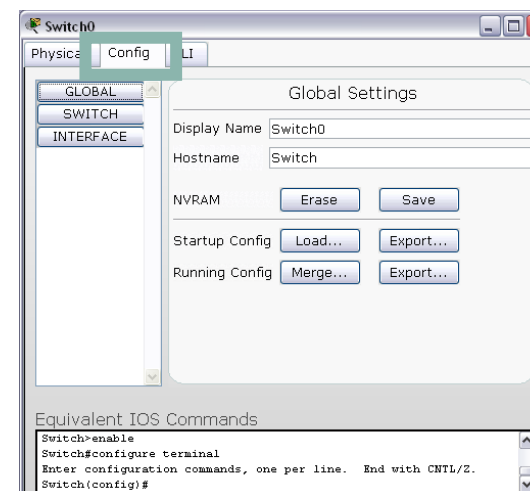 Switch0
Physica Config LI
GLOBAL
SWITCH
INTERFACE
Global Settings
Display Name Switch0
Hostname Switch
NVRAM Erase Save
Startup Config Load... Export...
Running Config Merge... Export...
Equivalent IOS Commands
Switch>enable
Switch#configure terminal
Enter configuration commands, one per line. End with CNTL/Z.
Switch(config)#